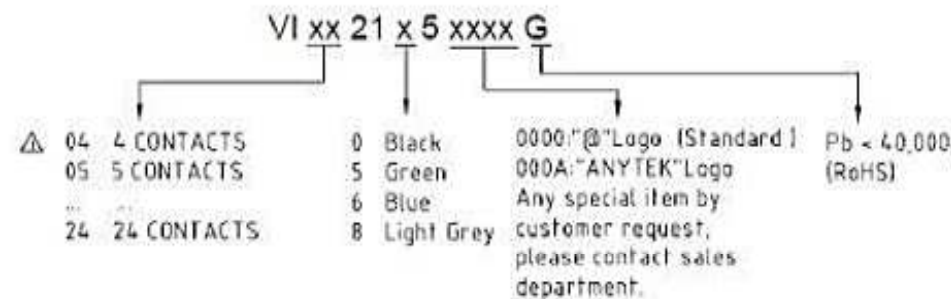 VI xx 21 x 5 xxxx G
04 4 CONTACTS
05 5 CONTACTS
... ...
24 24 CONTACTS
0 Black
5 Green
6 Blue
8 Light Grey
0000:"@"Logo (Standard)
000A:"ANYTEK"Logo
Any special item by
customer request,
please contact sales
department.
Pb < 40,000
(RoHS)